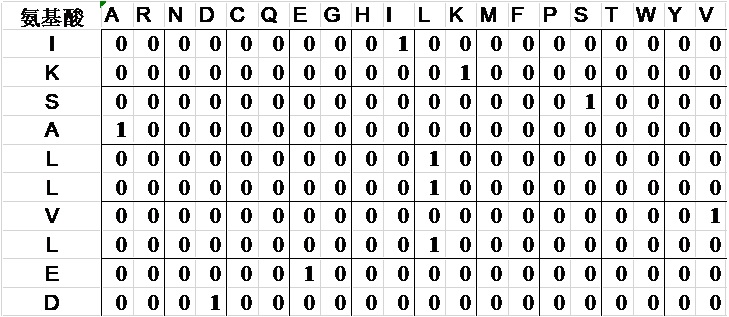 氨基酸 A R N D C Q E G H I L K M F P S T W Y V
I 0 0 0 0 0 0 0 0 0 1 0 0 0 0 0 0 0 0 0 0
K 0 0 0 0 0 0 0 0 0 0 0 1 0 0 0 0 0 0 0 0
S 0 0 0 0 0 0 0 0 0 0 0 0 0 0 0 1 0 0 0 0
A 1 0 0 0 0 0 0 0 0 0 0 0 0 0 0 0 0 0 0 0
L 0 0 0 0 0 0 0 0 0 0 1 0 0 0 0 0 0 0 0 0
L 0 0 0 0 0 0 0 0 0 0 1 0 0 0 0 0 0 0 0 0
V 0 0 0 0 0 0 0 0 0 0 0 0 0 0 0 0 0 0 0 1
L 0 0 0 0 0 0 0 0 0 0 1 0 0 0 0 0 0 0 0 0
E 0 0 0 0 0 0 1 0 0 0 0 0 0 0 0 0 0 0 0 0
D 0 0 0 1 0 0 0 0 0 0 0 0 0 0 0 0 0 0 0 0